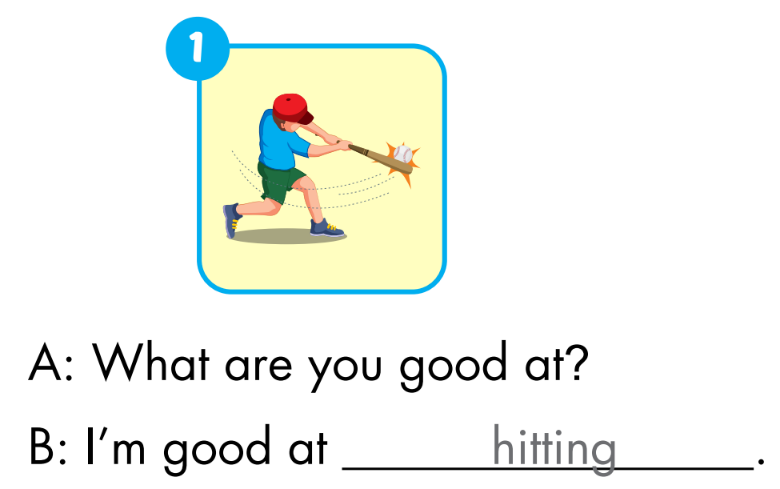 1
A: What are you good at?
B: I'm good at hitting.